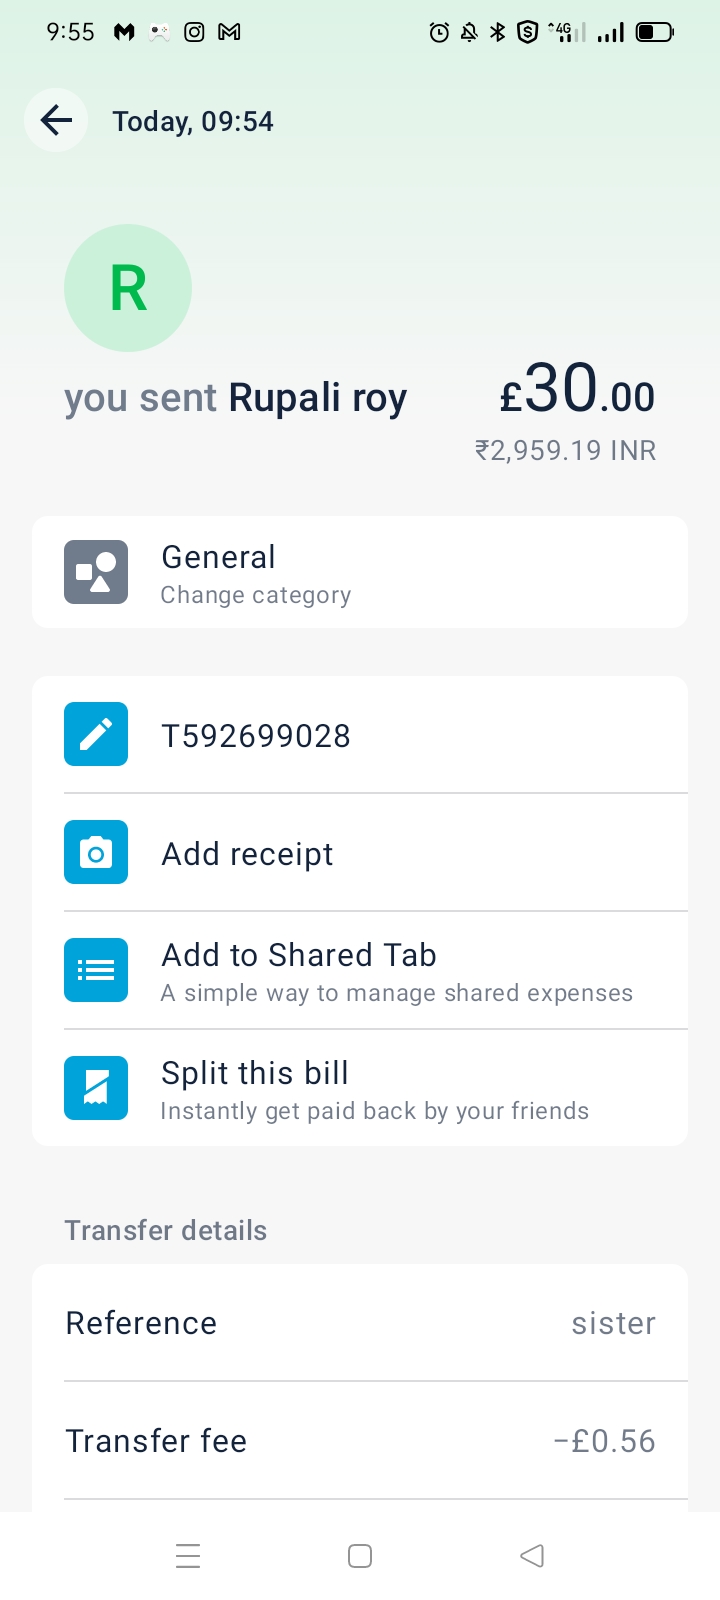 9:55
4G
Today, 09:54
R
you sent Rupali roy
£30.00
₹2,959.19 INR
General
Change category
T592699028
Add receipt
Add to Shared Tab
A simple way to manage shared expenses
Split this bill
Instantly get paid back by your friends
Transfer details
Reference
sister
Transfer fee
−£0.56